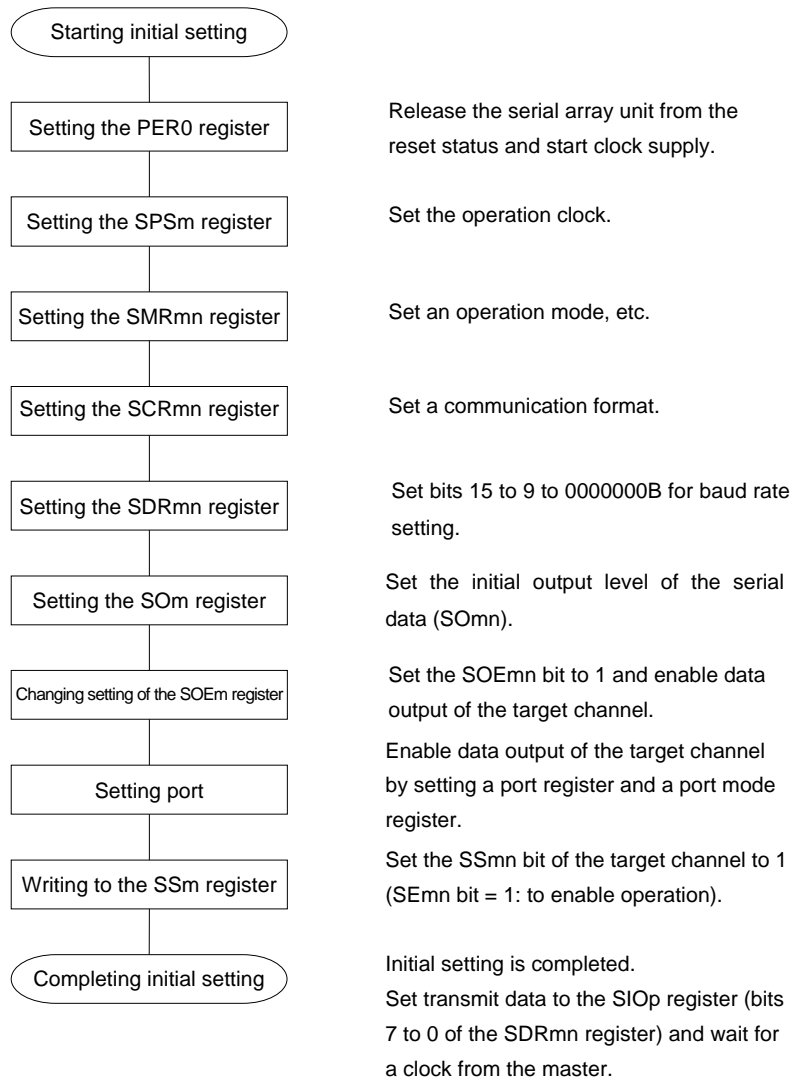 Starting initial setting
Setting the PER0 register
Release the serial array unit from the
reset status and start clock supply.
Setting the SPSm register
Set the operation clock.
Setting the SMRmn register
Set an operation mode, etc.
Setting the SCRmn register
Set a communication format.
Setting the SDRmn register
Set bits 15 to 9 to 0000000B for baud rate
setting.
Setting the SOm register
Set the initial output level of the serial
data (SOmn).
Changing setting of the SOEm register
Set the SOEmn bit to 1 and enable data
output of the target channel.
Setting port
Enable data output of the target channel
by setting a port register and a port mode
register.
Writing to the SSm register
Set the SSmn bit of the target channel to 1
(SEmn bit = 1: to enable operation).
Completing initial setting
Initial setting is completed.
Set transmit data to the SIOp register (bits
7 to 0 of the SDRmn register) and wait for
a clock from the master.